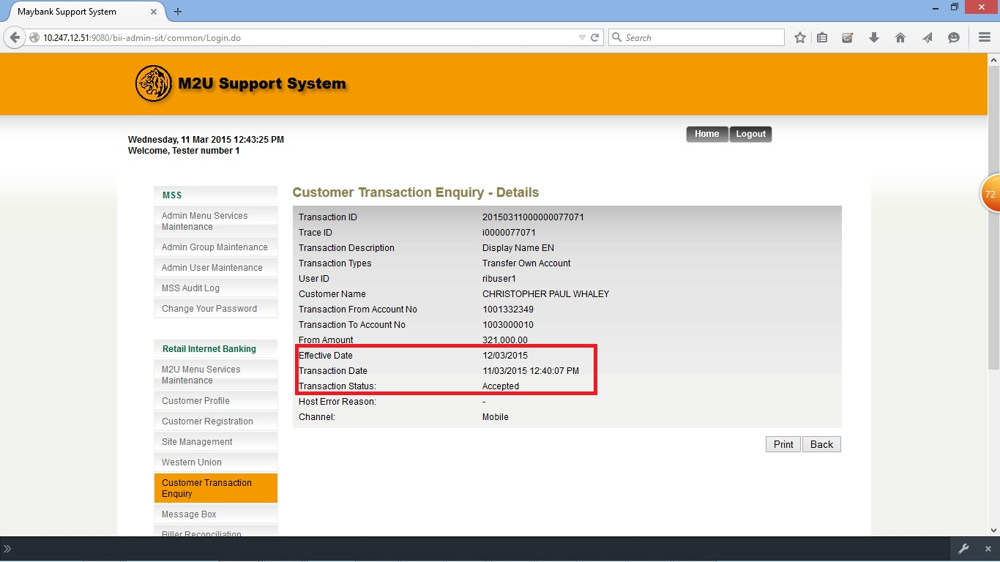 Maybank Support System
10.247.12.51:9080/bii-admin-sit/common/Login.do
Search
M2U Support System
Wednesday, 11 Mar 2015 12:43:25 PM
Welcome, Tester number 1
Home
Logout
72
MSS
Admin Menu Services
Maintenance
Admin Group Maintenance
Admin User Maintenance
MSS Audit Log
Change Your Password
Retail Internet Banking
M2U Menu Services
Maintenance
Customer Profile
Customer Registration
Site Management
Western Union
Customer Transaction
Enquiry
Message Box
Biller Reconciliation
Customer Transaction Enquiry - Details
Transaction ID 20150311000000077071
Trace ID i0000077071
Transaction Description Display Name EN
Transaction Types Transfer Own Account
User ID ribuser1
Customer Name CHRISTOPHER PAUL WHALEY
Transaction From Account No 1001332349
Transaction To Account No 1003000010
From Amount 321,000.00
Effective Date 12/03/2015
Transaction Date 11/03/2015 12:40:07 PM
Transaction Status: Accepted
Host Error Reason: -
Channel: Mobile
Print
Back